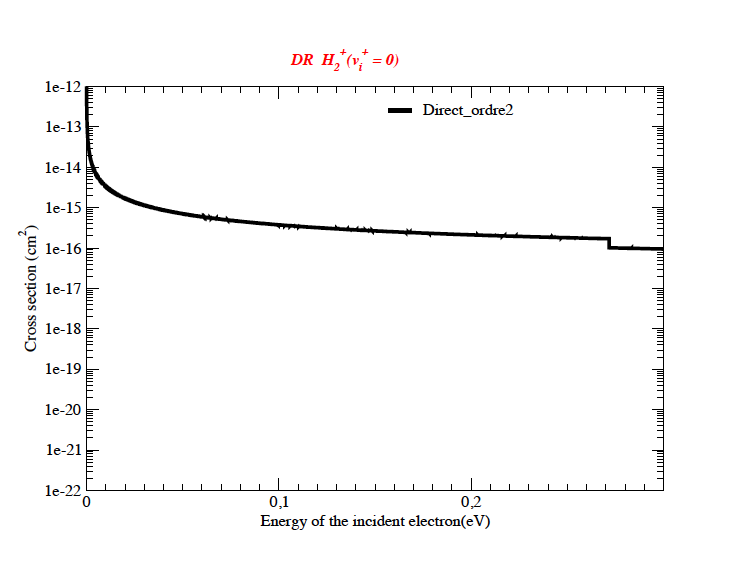 DR H2+(vi+ = 0)
Direct_ordre2
1e-12
1e-13
1e-14
1e-15
1e-16
1e-17
1e-18
1e-19
1e-20
1e-21
1e-22
Cross section (cm2)
0
0,1
0,2
Energy of the incident electron(eV)